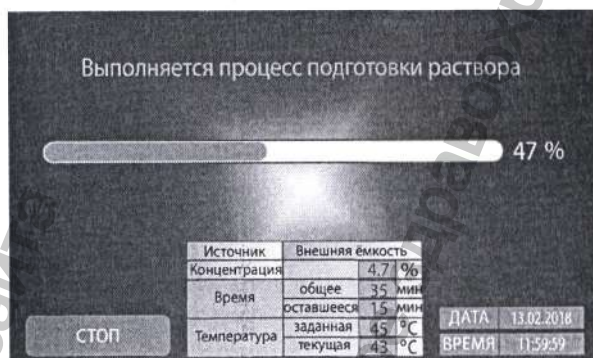 Выполняется процесс подготовки раствора
47 %
Источник Внешняя ёмкость
Концентрация 4,7 %
Время общее 35 мин
оставшееся 15 мин
Температура заданная 45 °C
текущая 43 °C
СТОП
ДАТА 13.02.2018
ВРЕМЯ 11:59:59